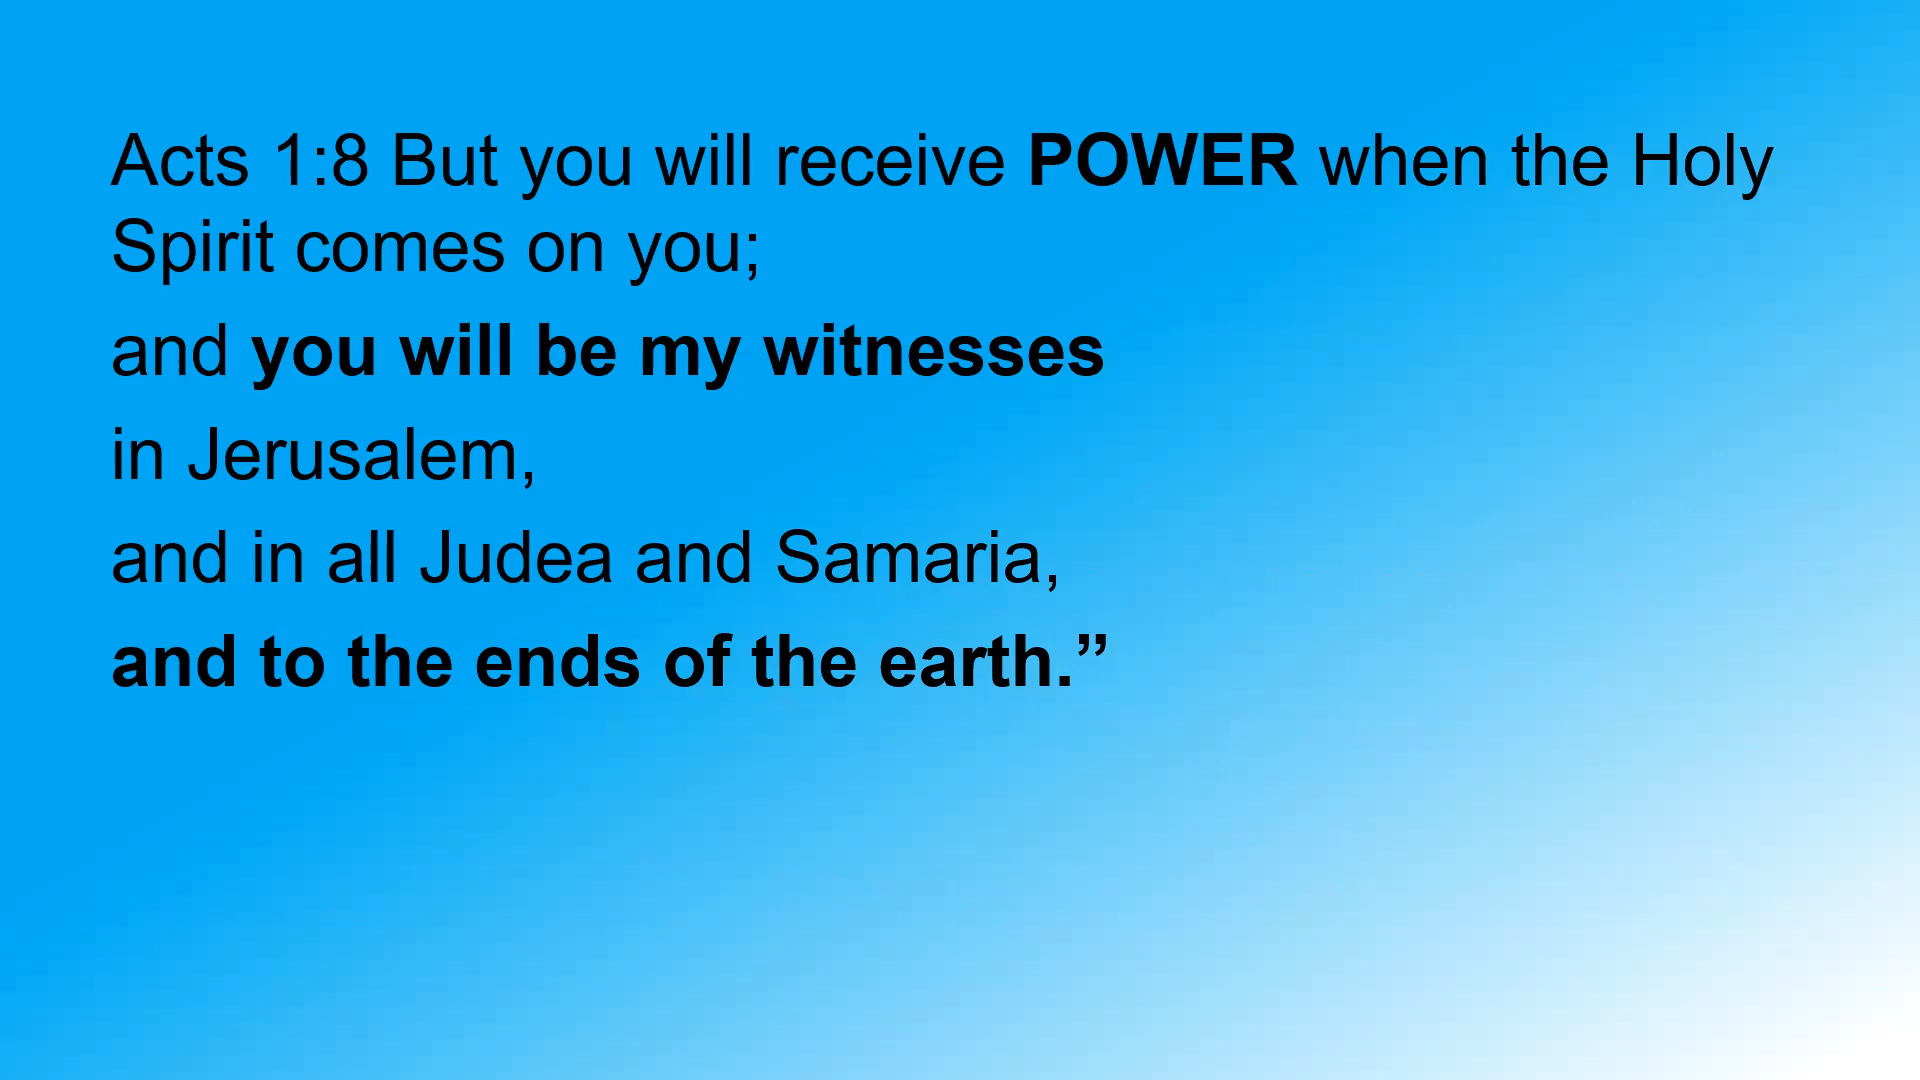 Acts 1:8 But you will receive POWER when the Holy
Spirit comes on you;
and you will be my witnesses
in Jerusalem,
and in all Judea and Samaria,
and to the ends of the earth.”